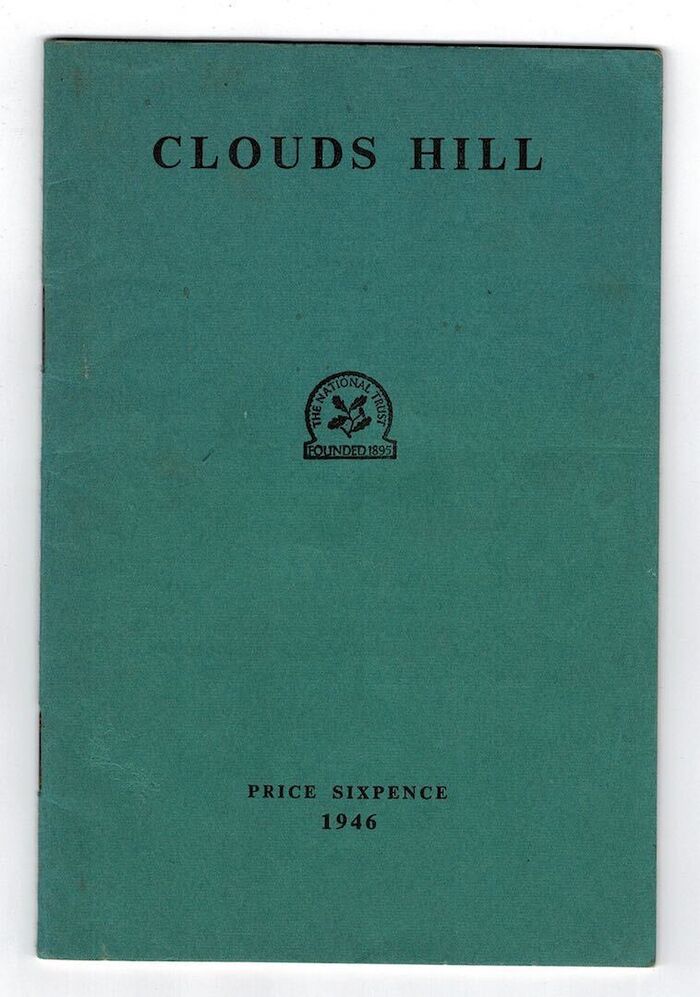 CLOUDS HILL
THE NATIONAL TRUST
FOUNDED 1895
PRICE SIXPENCE
1946